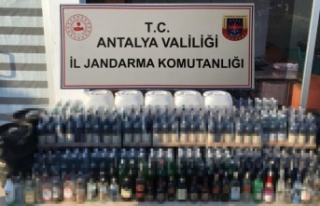 T.C.
ANTALYA VALİLİĞİ
İL JANDARMA KOMUTANLIĞI